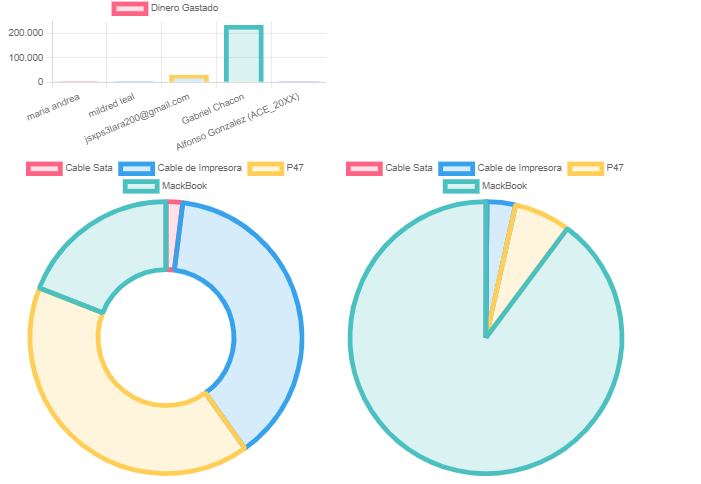 Dinero Gastado
200.000
100.000
0
maria andrea
mildred leal
jsxps3lara200@gmail.com
Gabriel Chacon
Alfonso Gonzalez (ACE_20XX)
Cable Sata Cable de Impresora P47
MackBook
Cable Sata Cable de Impresora P47
MackBook